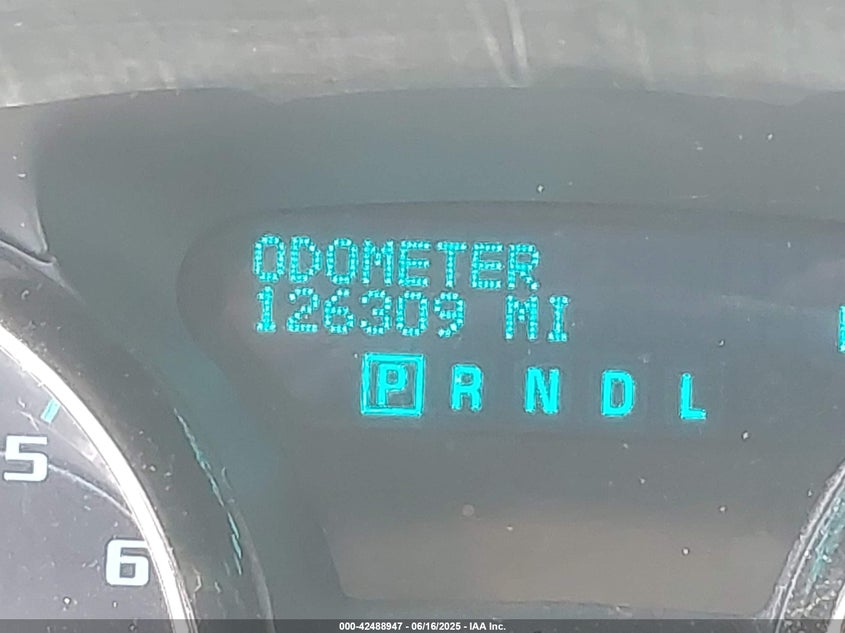 ODOMETER
126309 MI
P R N D L
5
6
000-42488947 - 06/16/2025 - IAA Inc.